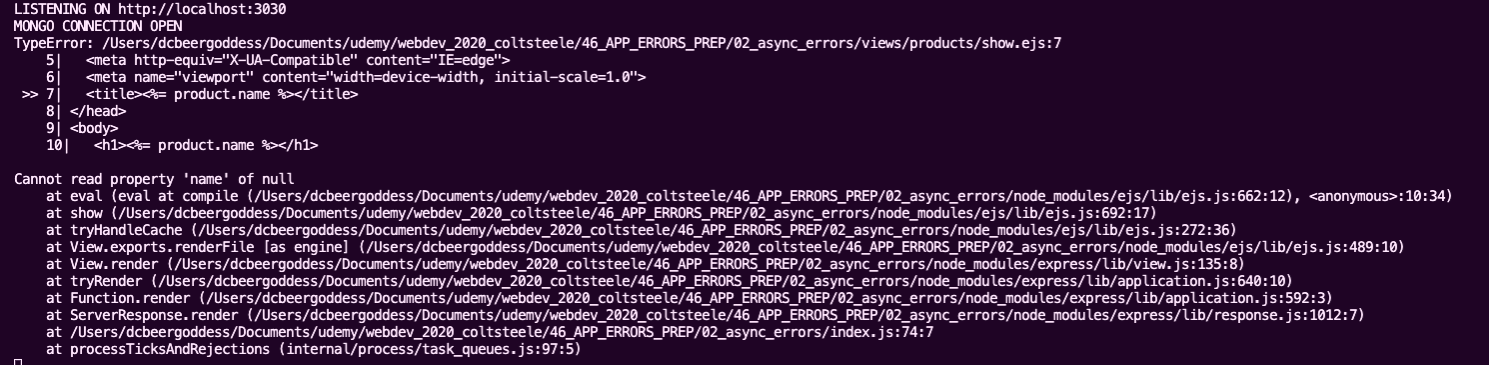 LISTENING ON http://localhost:3030
MONGO CONNECTION OPEN
TypeError: /Users/dcbeergoddess/Documents/udemy/webdev_2020_coltsteele/46_APP_ERRORS_PREP/02_async_errors/views/products/show.ejs:7
    5|   <meta http-equiv="X-UA-Compatible" content="IE=edge">
    6|   <meta name="viewport" content="width=device-width, initial-scale=1.0">
 >> 7|   <title><%= product.name %></title>
    8| </head>
    9| <body>
    10|   <h1><%= product.name %></h1>

Cannot read property 'name' of null
    at eval (eval at compile (/Users/dcbeergoddess/Documents/udemy/webdev_2020_coltsteele/46_APP_ERRORS_PREP/02_async_errors/node_modules/ejs/lib/ejs.js:662:12), <anonymous>:10:34)
    at show (/Users/dcbeergoddess/Documents/udemy/webdev_2020_coltsteele/46_APP_ERRORS_PREP/02_async_errors/node_modules/ejs/lib/ejs.js:692:17)
    at tryHandleCache (/Users/dcbeergoddess/Documents/udemy/webdev_2020_coltsteele/46_APP_ERRORS_PREP/02_async_errors/node_modules/ejs/lib/ejs.js:272:36)
    at View.exports.renderFile [as engine] (/Users/dcbeergoddess/Documents/udemy/webdev_2020_coltsteele/46_APP_ERRORS_PREP/02_async_errors/node_modules/ejs/lib/ejs.js:489:10)
    at View.render (/Users/dcbeergoddess/Documents/udemy/webdev_2020_coltsteele/46_APP_ERRORS_PREP/02_async_errors/node_modules/express/lib/view.js:135:8)
    at tryRender (/Users/dcbeergoddess/Documents/udemy/webdev_2020_coltsteele/46_APP_ERRORS_PREP/02_async_errors/node_modules/express/lib/application.js:640:10)
    at Function.render (/Users/dcbeergoddess/Documents/udemy/webdev_2020_coltsteele/46_APP_ERRORS_PREP/02_async_errors/node_modules/express/lib/application.js:592:3)
    at ServerResponse.render (/Users/dcbeergoddess/Documents/udemy/webdev_2020_coltsteele/46_APP_ERRORS_PREP/02_async_errors/node_modules/express/lib/response.js:1012:7)
    at /Users/dcbeergoddess/Documents/udemy/webdev_2020_coltsteele/46_APP_ERRORS_PREP/02_async_errors/index.js:74:7
    at processTicksAndRejections (internal/process/task_queues.js:97:5)